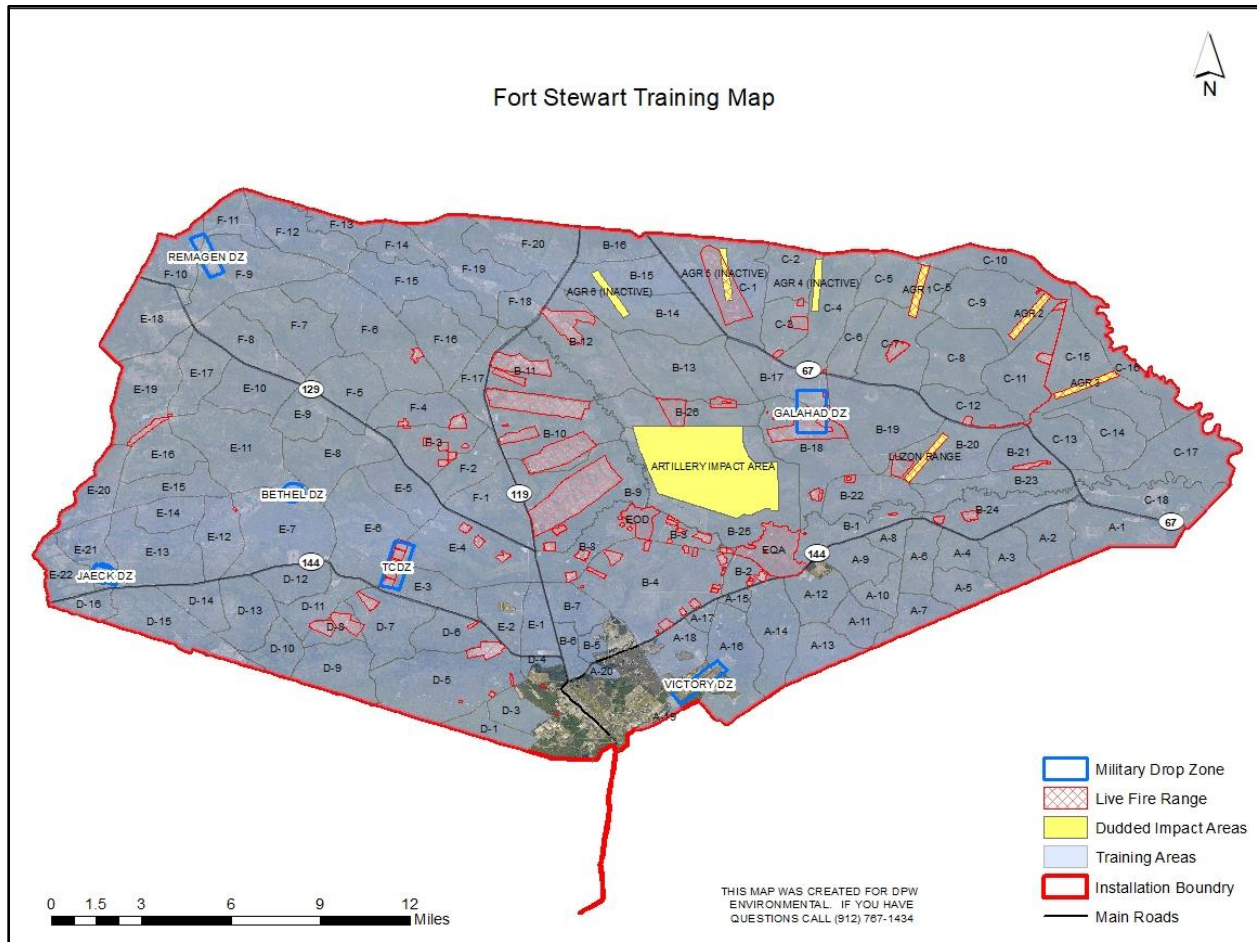 N
Fort Stewart Training Map
F-11
F-12
F-13
F-14
F-20
B-16
C-2
C-10
REMAGEN DZ
F-10
F-9
F-15
F-19
B-15
AGR 5 (INACTIVE)
C-1
AGR 4 (INACTIVE)
C-5
AGR 1
C-9
AGR 6 (INACTIVE)
F-18
B-14
C-4
AGR 2
E-18
F-8
F-7
F-6
F-16
B-12
C-3
C-6
C-7
C-8
C-15
C-16
E-17
E-19
E-10
129
F-5
F-17
B-11
B-13
B-17
67
C-11
E-9
F-4
B-26
GALAHAD DZ
C-12
E-16
E-11
E-8
F-2
B-10
B-18
B-19
B-20
B-21
C-13
C-14
C-17
ARTILLERY IMPACT AREA
LUZON RANGE
E-20
E-15
BETHEL DZ
E-5
F-1
119
B-9
B-22
B-23
B-24
C-18
67
E-14
E-7
E-6
E-4
EOD
B-3
B-25
EQA
144
B-1
A-8
A-1
E-21
E-13
E-12
B-8
B-2
A-9
A-6
A-4
A-3
A-2
E-22
JAECK DZ
144
TCDZ
E-3
B-4
A-15
A-12
A-10
A-7
A-5
D-16
D-15
D-14
D-13
D-12
D-11
D-8
D-7
D-6
E-2
E-1
B-7
B-6
B-5
A-17
A-18
A-16
A-14
A-13
A-11
D-10
D-9
D-5
D-4
A-20
VICTORY DZ
D-3
D-1
A-19
Military Drop Zone
Live Fire Range
Dudded Impact Areas
Training Areas
Installation Boundry
Main Roads
0 1.5 3 6 9 12
Miles
THIS MAP WAS CREATED FOR DPW
ENVIRONMENTAL. IF YOU HAVE
QUESTIONS CALL (912) 767-1434